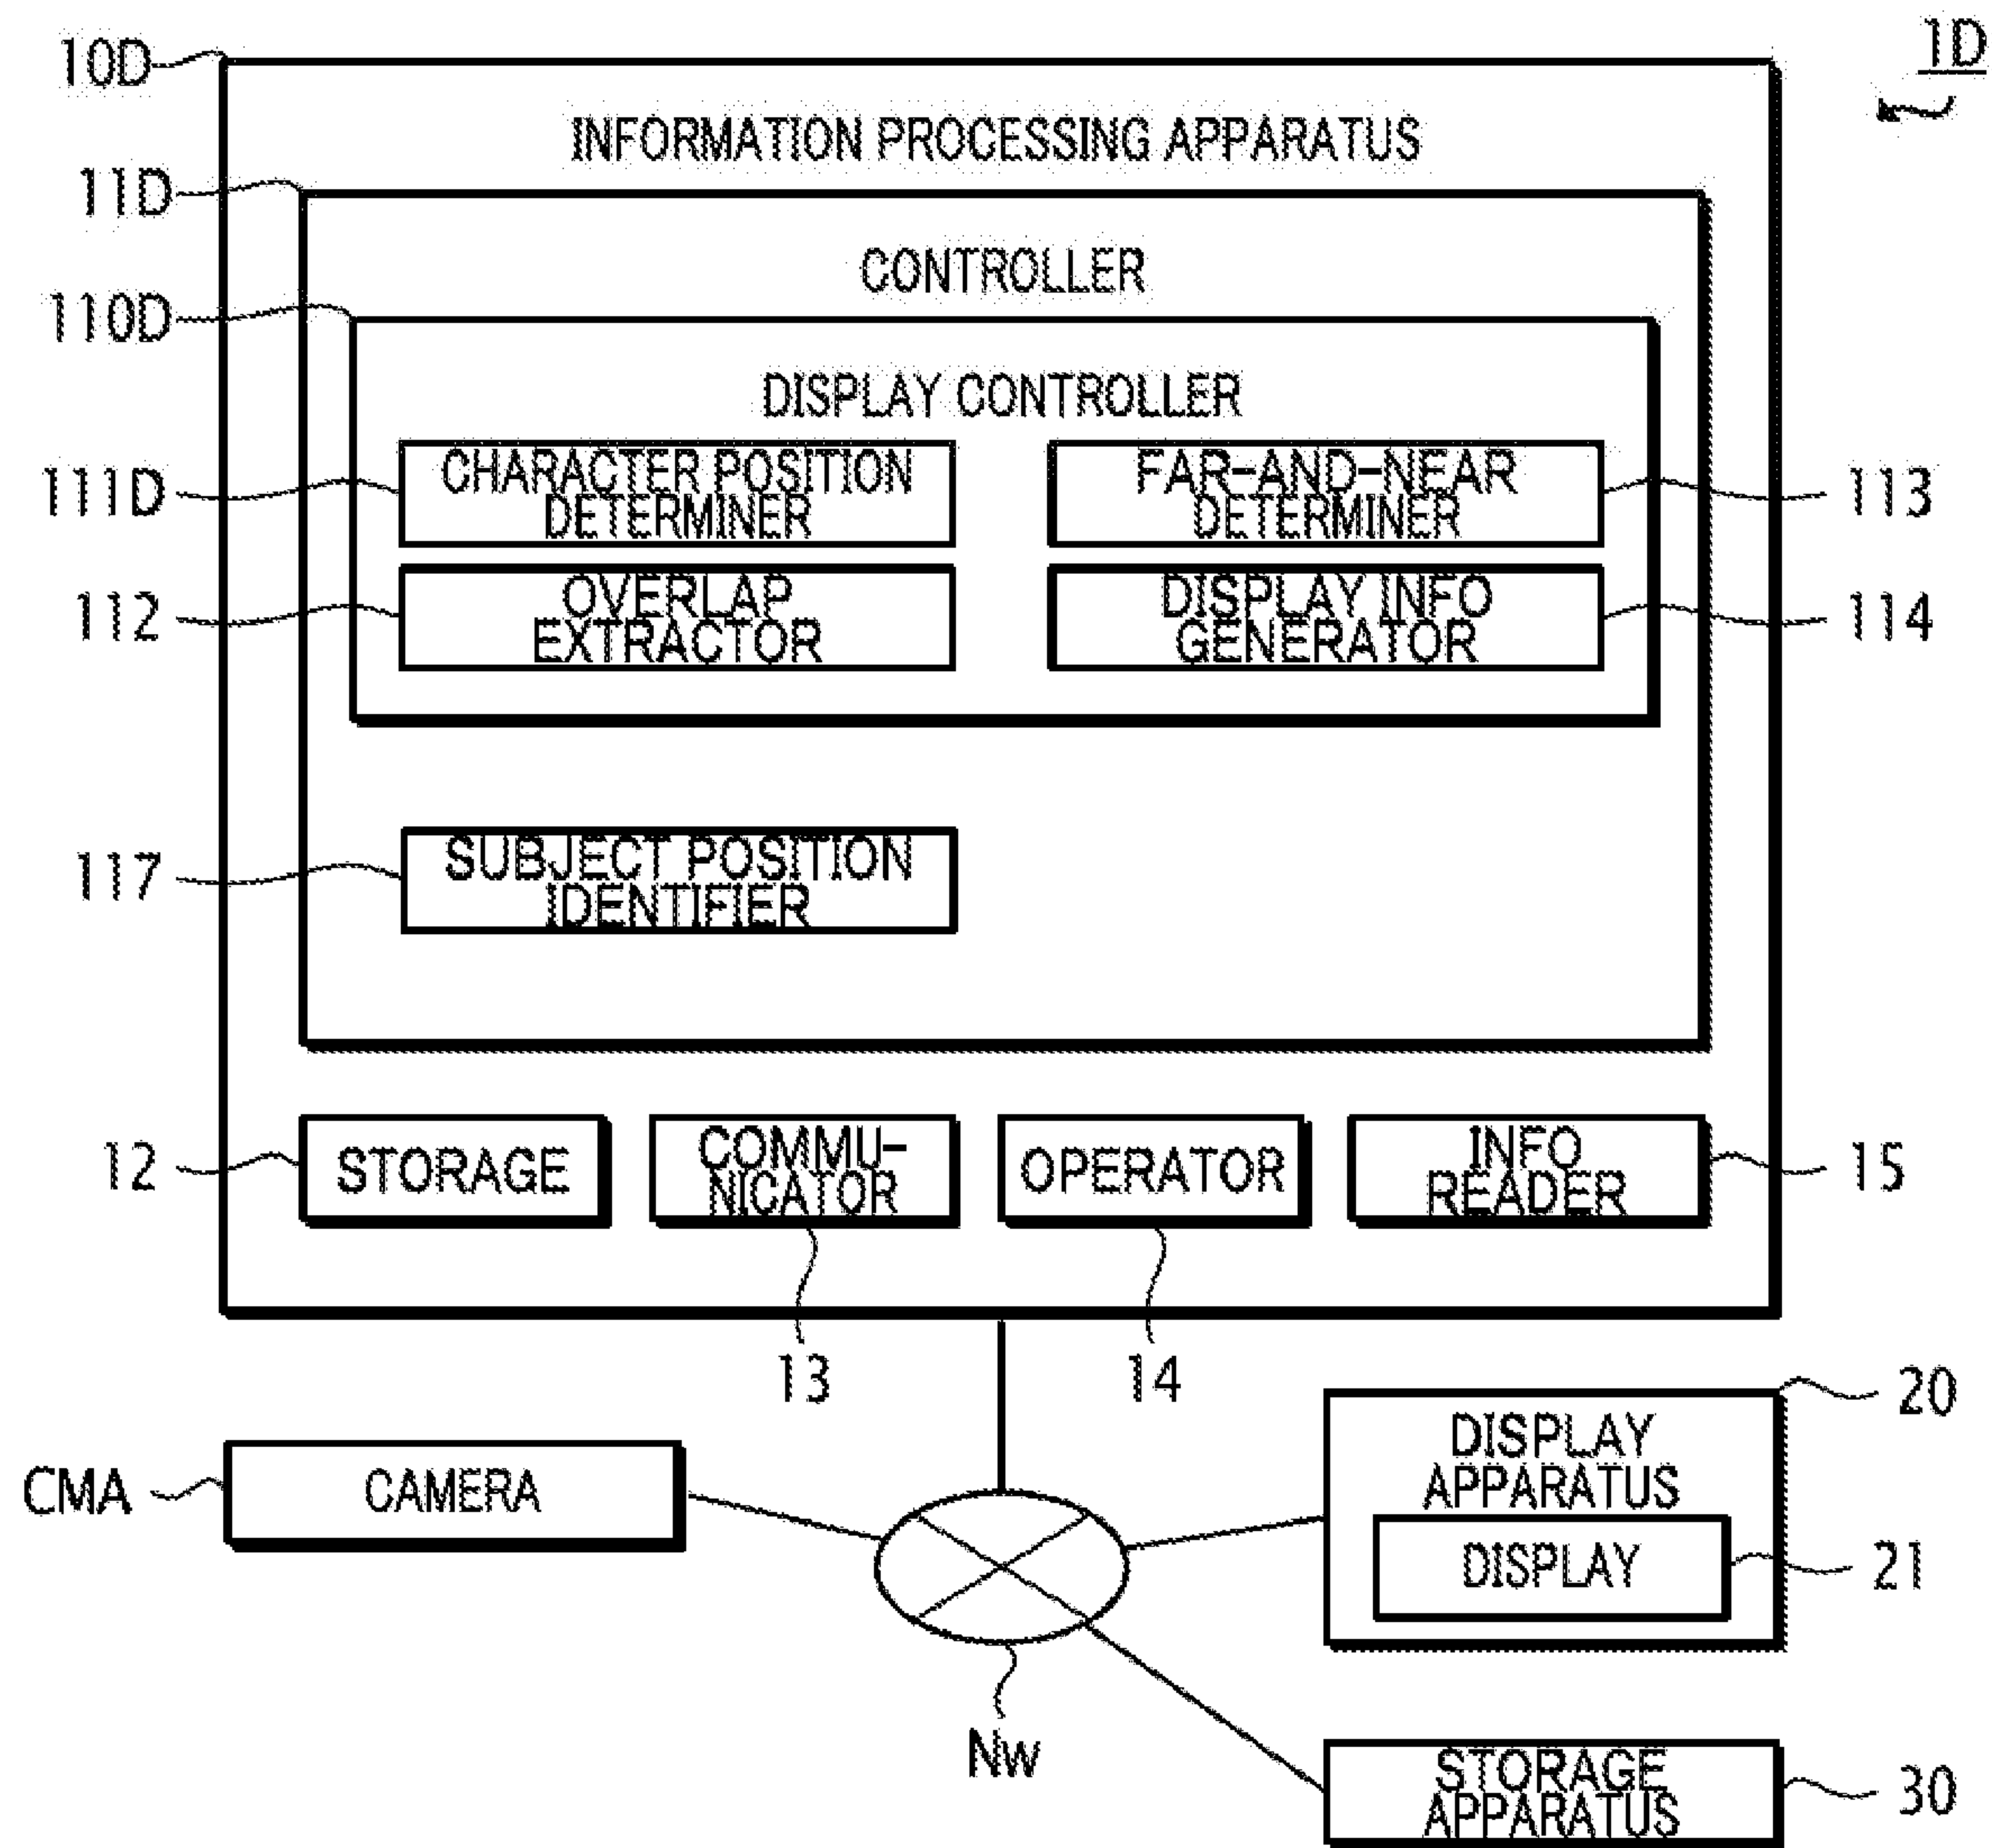 1D
10D
INFORMATION PROCESSING APPARATUS
11D
CONTROLLER
110D
DISPLAY CONTROLLER
111D
CHARACTER POSITION
DETERMINER
FAR-AND-NEAR
DETERMINER
113
112
OVERLAP
EXTRACTOR
DISPLAY INFO
GENERATOR
114
117
SUBJECT POSITION
IDENTIFIER
12
STORAGE
COMMU-
NICATOR
OPERATOR
INFO
READER
15
13
14
20
DISPLAY
APPARATUS
CMA
CAMERA
DISPLAY
21
Nw
STORAGE
APPARATUS
30